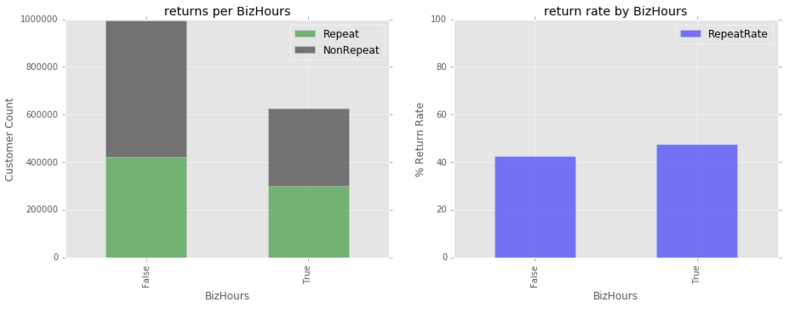 returns per BizHours
1000000
800000
600000
400000
200000
0
Customer Count
Repeat
NonRepeat
False
True
BizHours
return rate by BizHours
100
80
60
40
20
0
% Return Rate
RepeatRate
False
True
BizHours